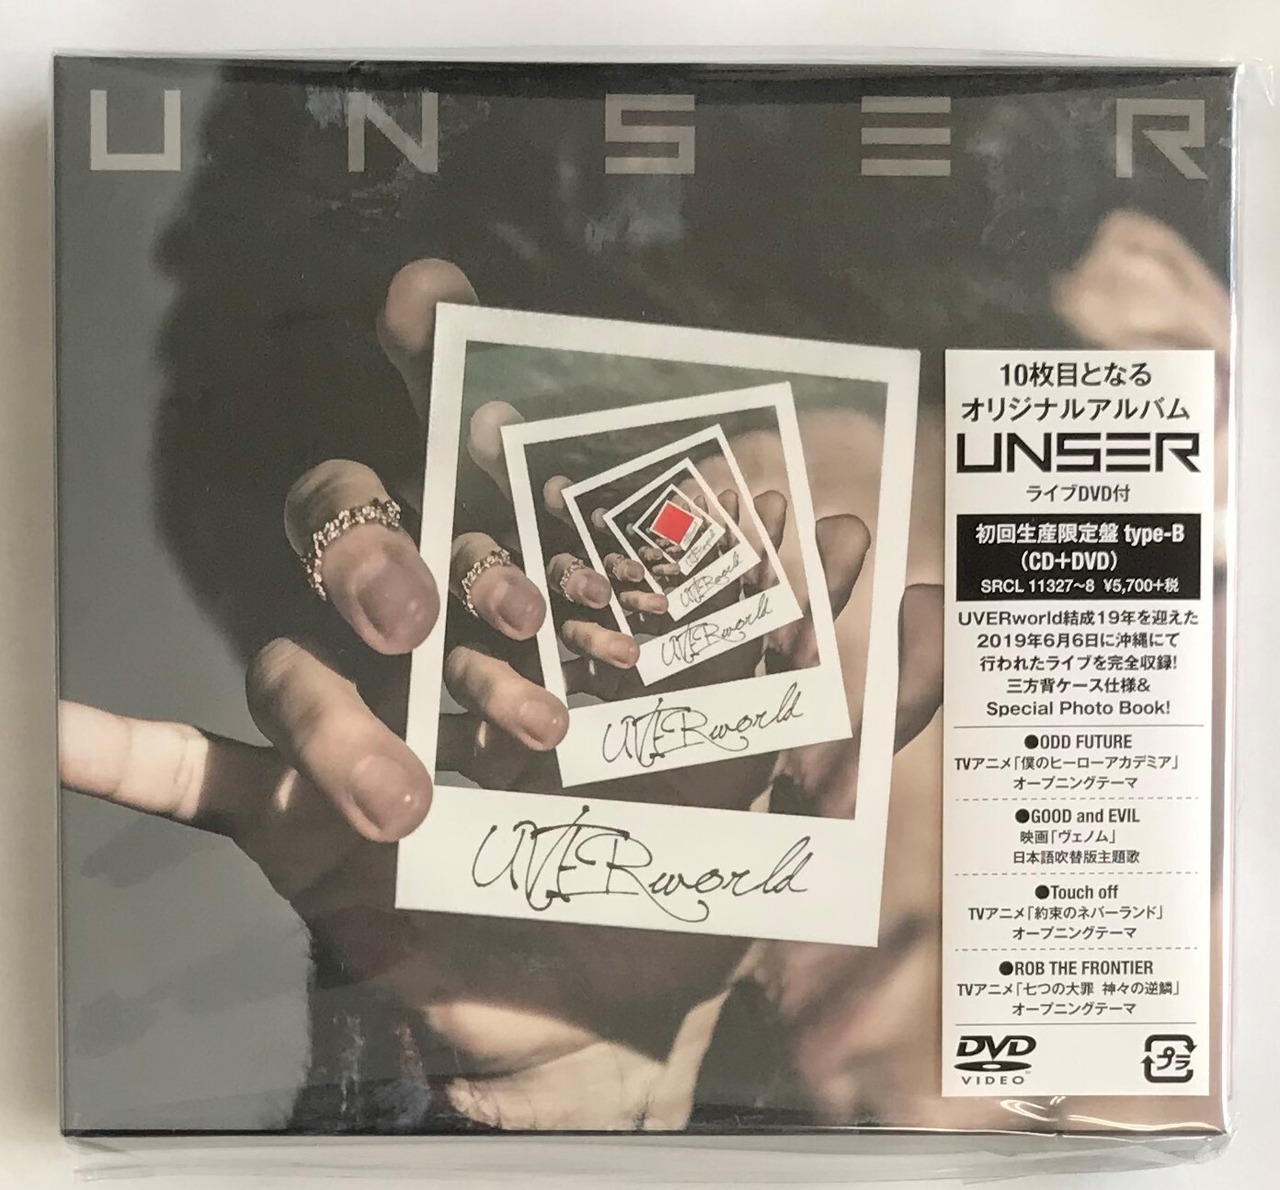 UNSER
UVERworld
UVERworld
UVERworld
UVERworld
10枚目となる
オリジナルアルバム
UNSER
ライブDVD付
初回生産限定盤 type-B
(CD+DVD)
SRCL 11327~8 ¥5,700+税
UVERworld結成19年を迎えた
2019年6月6日に沖縄にて
行われたライブを完全収録!
三方背ケース仕様&
Special Photo Book!
●ODD FUTURE
TVアニメ「僕のヒーローアカデミア」
オープニングテーマ
●GOOD and EVIL
映画「ヴェノム」
日本語吹替版主題歌
●Touch off
TVアニメ「約束のネバーランド」
オープニングテーマ
●ROB THE FRONTIER
TVアニメ「七つの大罪 神々の逆鱗」
オープニングテーマ
DVD
VIDEO
プラ